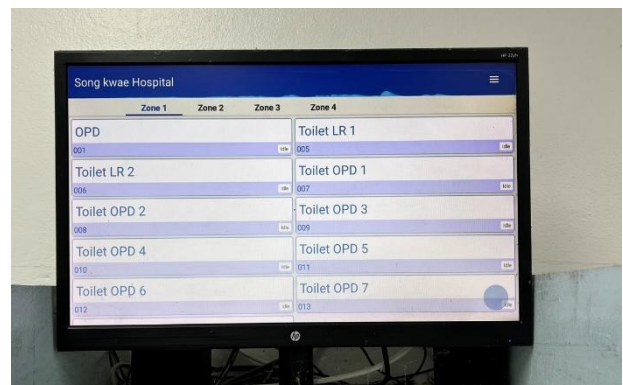 Song kwae Hospital
Zone 1 Zone 2 Zone 3 Zone 4
OPD
001 Idle
Toilet LR 1
005 Idle
Toilet LR 2
006 Idle
Toilet OPD 1
007 Idle
Toilet OPD 2
008 Idle
Toilet OPD 3
009 Idle
Toilet OPD 4
010 Idle
Toilet OPD 5
011 Idle
Toilet OPD 6
012 Idle
Toilet OPD 7
013
hp